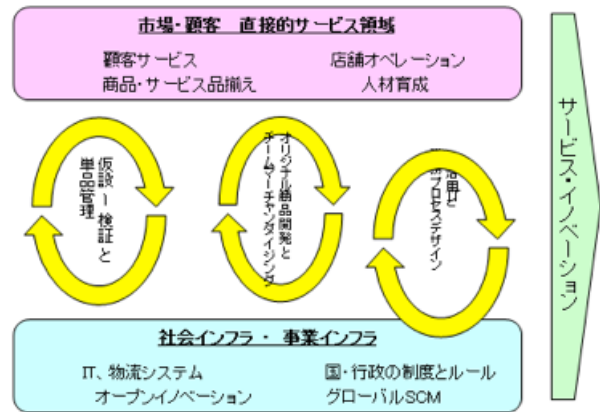 市場・顧客　直接的サービス領域
顧客サービス
店舗オペレーション
商品・サービス品揃え
人材育成
仮設ー検証と
単品管理
オリジナル商品開発と
チームマーチャンダイジング
プロセスデザイン
サービス・イノベーション
社会インフラ・ 事業インフラ
IT、物流システム
国・行政の制度とルール
オープンイノベーション
グローバルSCM